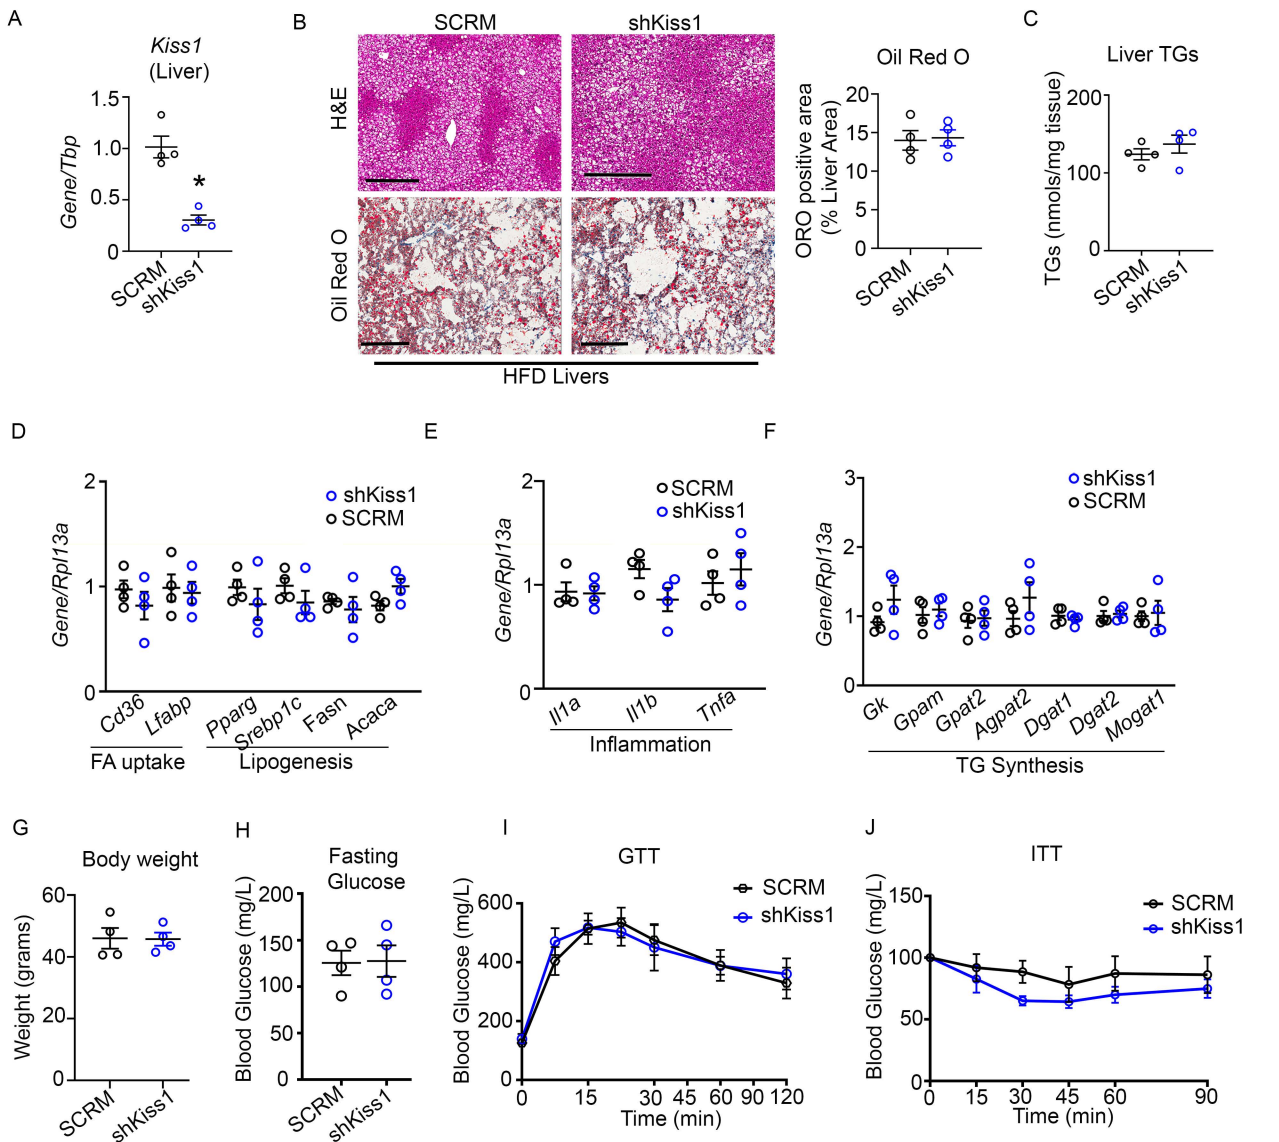 A
Kiss1
(Liver)
Gene/Tbp
1.5
1.0
0.5
0
SCRM
shKiss1
*
B
SCRM
shKiss1
H&E
Oil Red O
HFD Livers
Oil Red O
ORO positive area
(% Liver Area)
20
15
10
5
0
SCRM
shKiss1
C
Liver TGs
TGs (nmols/mg tissue)
200
100
0
SCRM
shKiss1
D
Gene/Rpl13a
2
1
0
shKiss1
SCRM
Cd36
Lfabp
Pparg
Srebp1c
Fasn
Acaca
FA uptake
Lipogenesis
E
Gene/Rpl13a
2
1
0
SCRM
shKiss1
Il1a
Il1b
Tnfa
Inflammation
F
Gene/Rpl13a
3
2
1
0
shKiss1
SCRM
Gk
Gpam
Gpat2
Agpat2
Dgat1
Dgat2
Mogat1
TG Synthesis
G
Body weight
Weight (grams)
60
40
20
0
SCRM
shKiss1
H
Fasting
Glucose
Blood Glucose (mg/L)
200
150
100
50
0
SCRM
shKiss1
I
GTT
Blood Glucose (mg/L)
600
400
200
0
SCRM
shKiss1
0 15 30 45 60 90 120
Time (min)
J
ITT
Blood Glucose (mg/L)
150
100
50
0
SCRM
shKiss1
0 15 30 45 60 90
Time (min)